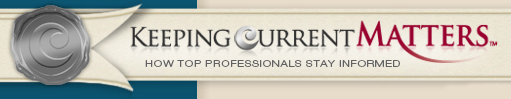 KEEPING CURRENT MATTERS™
HOW TOP PROFESSIONALS STAY INFORMED